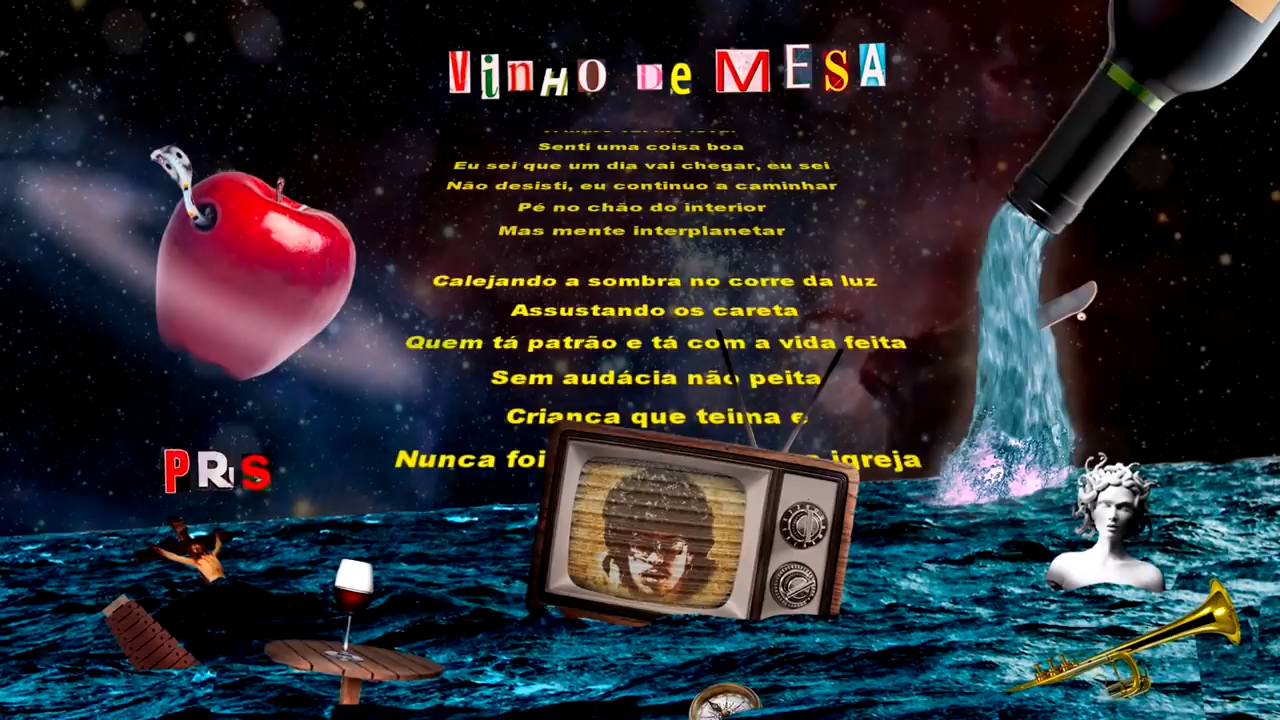 Vinho de MESA
Senti uma coisa boa
Eu sei que um dia vai chegar, eu sei
Não desisti, eu continuo a caminhar
Pé no chão do interior
Mas mente interplanetar
Calejando a sombra no corre da luz
Assustando os careta
Quem tá patrão e tá com a vida feita
Sem audácia não peita
Criança que teima e
Nunca foi igreja
PRiS